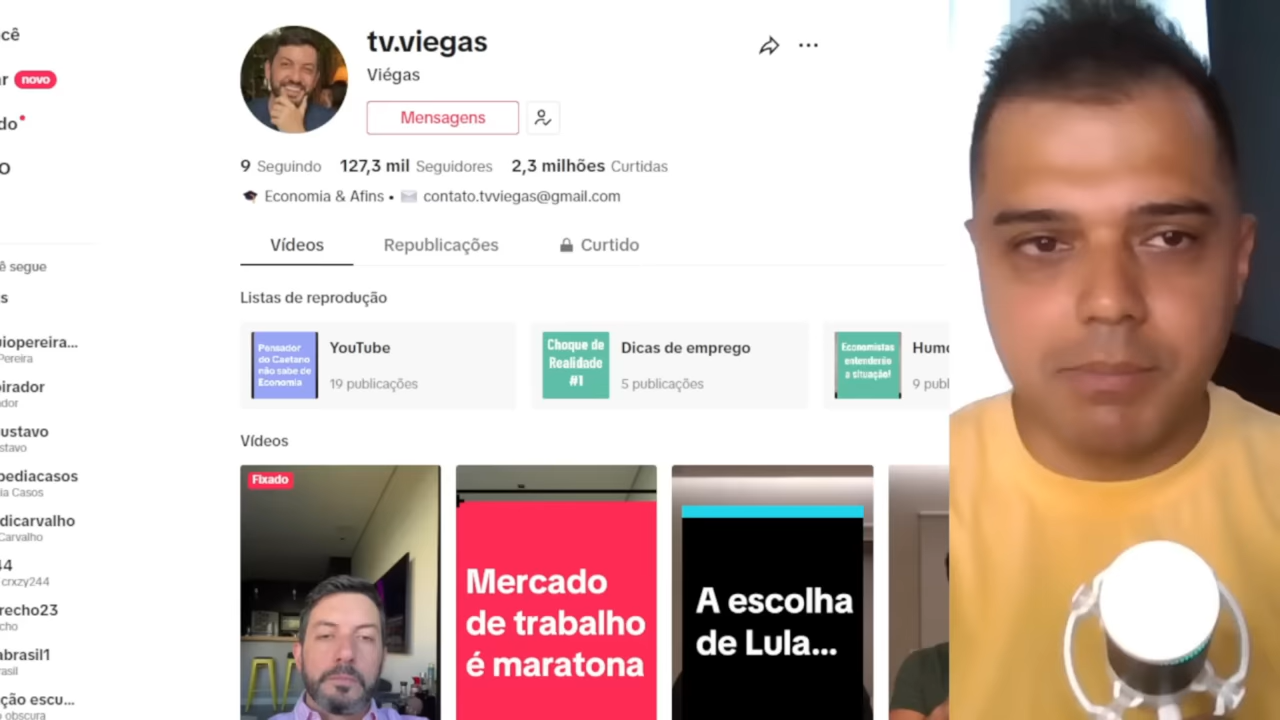 cê
r novo
do
O
ê segue
s
iopereira...
Pereira
pirador
dor
ustavo
stavo
pediacasos
ia Casos
dicarvalho
Carvalho
44
crxzy244
recho23
cho
abrasil1
rasil
ção escu...
o obscura
tv.viegas
Viégas
Mensagens
9 Seguindo 127,3 mil Seguidores 2,3 milhões Curtidas
Economia & Afins • contato.tvviegas@gmail.com
Vídeos Republicações Curtido
Listas de reprodução
Pensador
do Caetano
não sabe de
Economia
YouTube
19 publicações
Choque de
Realidade
#1
Dicas de emprego
5 publicações
Economistas
entenderão
a situação!
Humo
9 publ
Vídeos
Fixado
Mercado
de trabalho
é maratona
A escolha
de Lula...